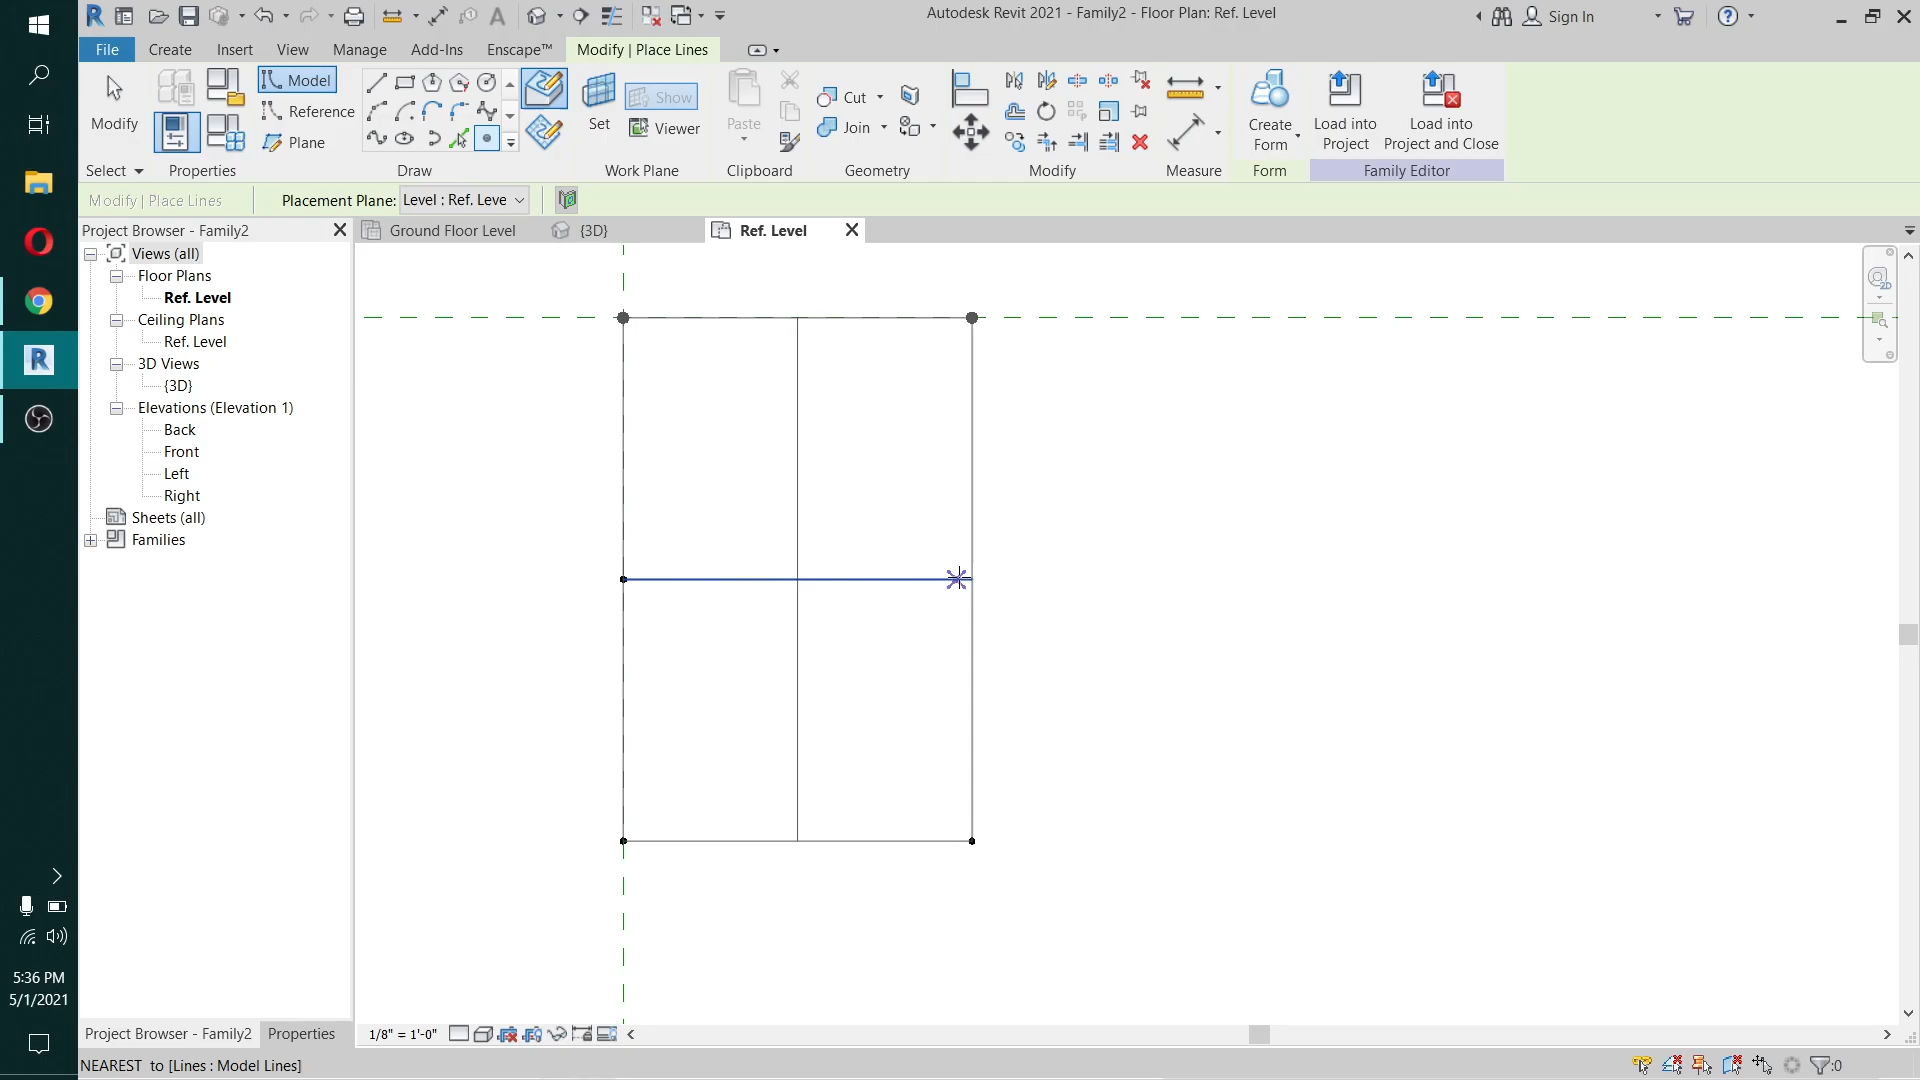 Autodesk Revit 2021 - Family2 - Floor Plan: Ref. Level
Sign In
File
Create
Insert
View
Manage
Add-Ins
Enscape™
Modify | Place Lines
Modify
Model
Reference
Plane
Set
Show
Viewer
Paste
Cut
Join
Create
Form
Load into
Project
Load into
Project and Close
Select
Properties
Draw
Work Plane
Clipboard
Geometry
Modify
Measure
Form
Family Editor
Modify | Place Lines
Placement Plane:
Level : Ref. Leve
Project Browser - Family2
Ground Floor Level
{3D}
Ref. Level
Views (all)
Floor Plans
Ref. Level
Ceiling Plans
Ref. Level
3D Views
{3D}
Elevations (Elevation 1)
Back
Front
Left
Right
Sheets (all)
Families
2D
5:36 PM
5/1/2021
Project Browser - Family2
Properties
1/8" = 1'-0"
NEAREST to [Lines : Model Lines]
:0